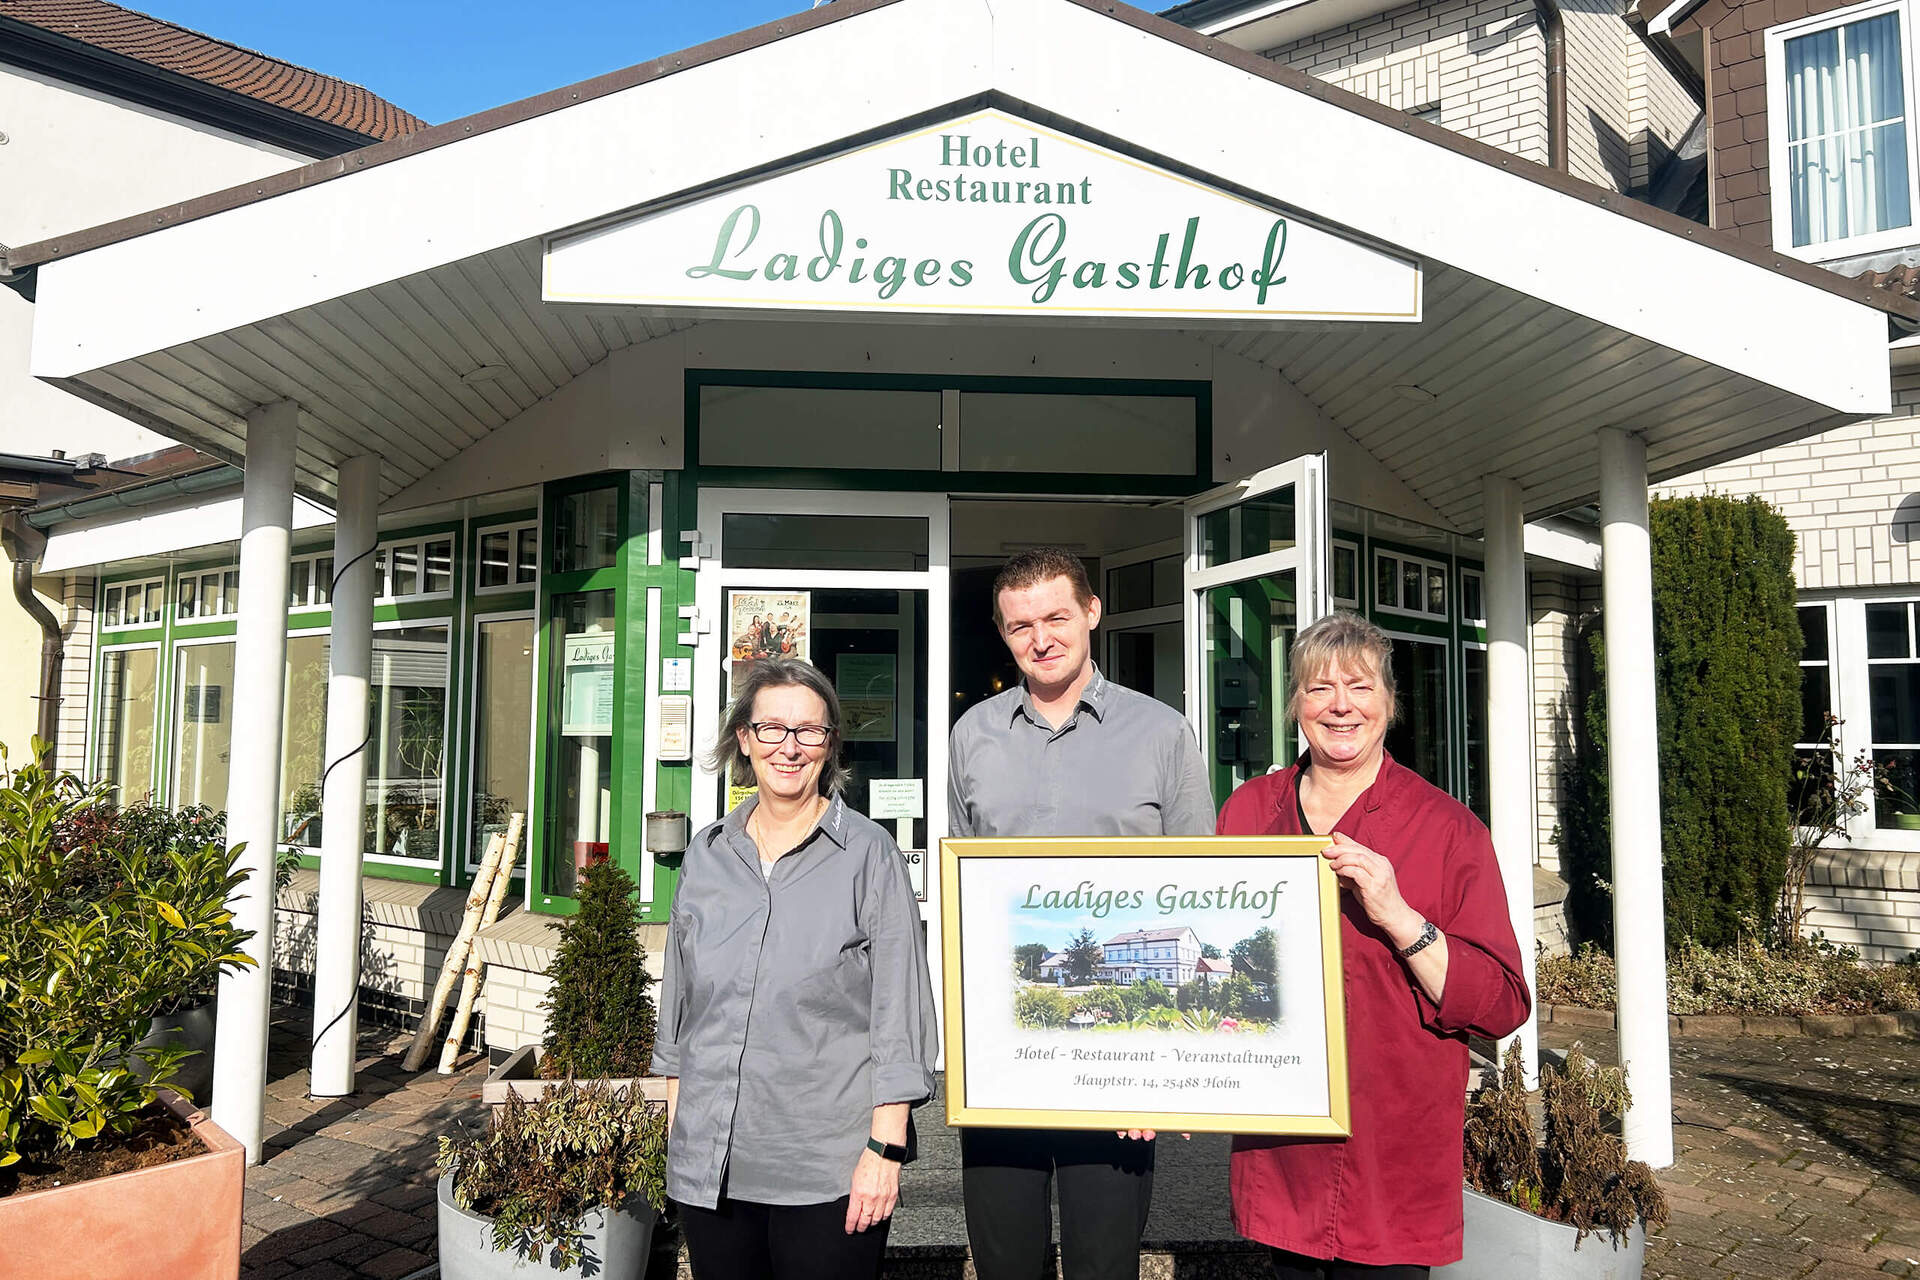 Hotel
Restaurant
Ladiges Gasthof
Ladiges Gasthof
Hotel – Restaurant – Veranstaltungen
Hauptstr. 14, 25488 Holm